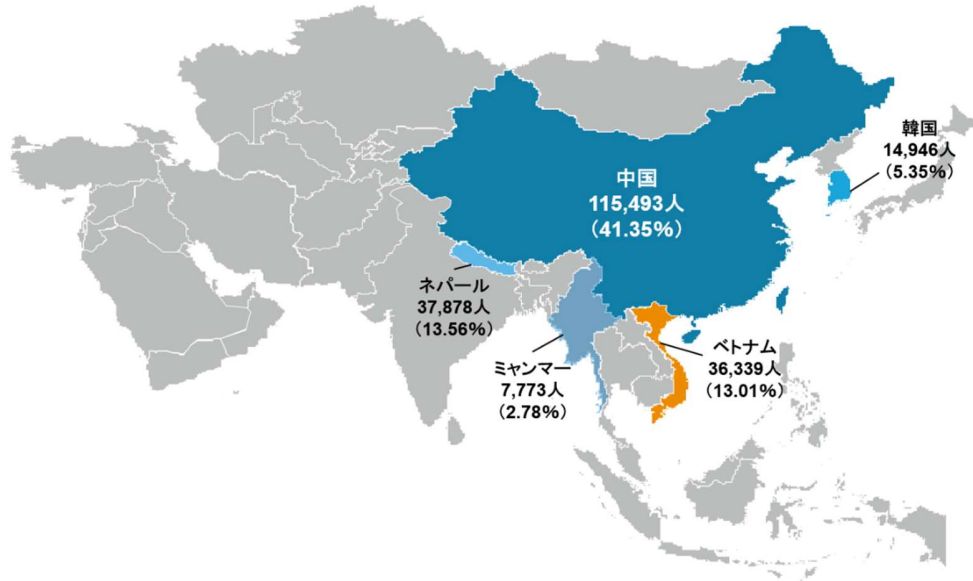 韓国
14,946人
(5.35%)
中国
115,493人
(41.35%)
ネパール
37,878人
(13.56%)
ミャンマー
7,773人
(2.78%)
ベトナム
36,339人
(13.01%)